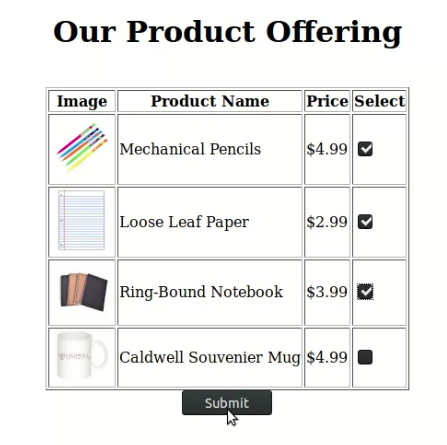 Our Product Offering
Image Product Name Price Select
Mechanical Pencils $4.99
Loose Leaf Paper $2.99
Ring-Bound Notebook $3.99
Caldwell Souvenier Mug $4.99
Submit